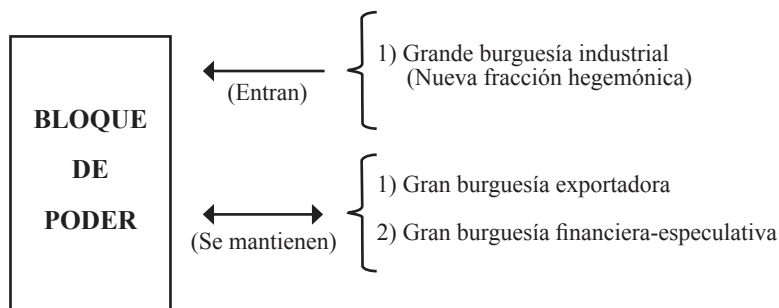 BLOQUE
DE
PODER
(Entran)
1) Grande burguesía industrial
(Nueva fracción hegemónica)
(Se mantienen)
1) Gran burguesía exportadora
2) Gran burguesía financiera-especulativa